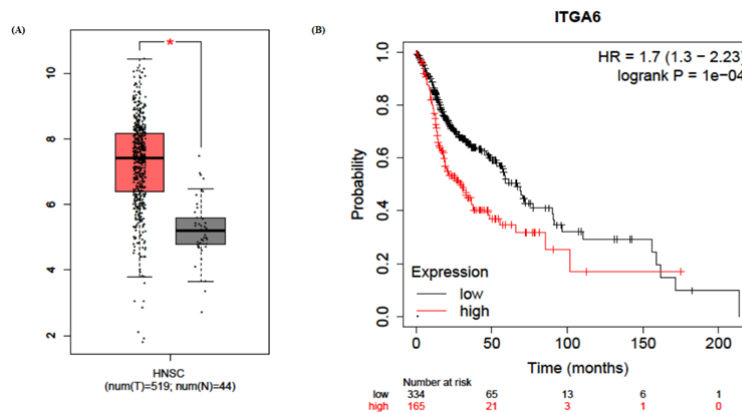 ITGA6
(A)
(B)
*
10
8
6
4
2
HNSC
(num(T)=519; num(N)=44)
HR = 1.7 (1.3 − 2.23)
logrank P = 1e−04
Probability
1.0
0.8
0.6
0.4
0.2
0.0
Expression
low
high
0 50 100 150 200
Time (months)
Number at risk
low 334 65 13 6 1
high 165 21 3 1 0